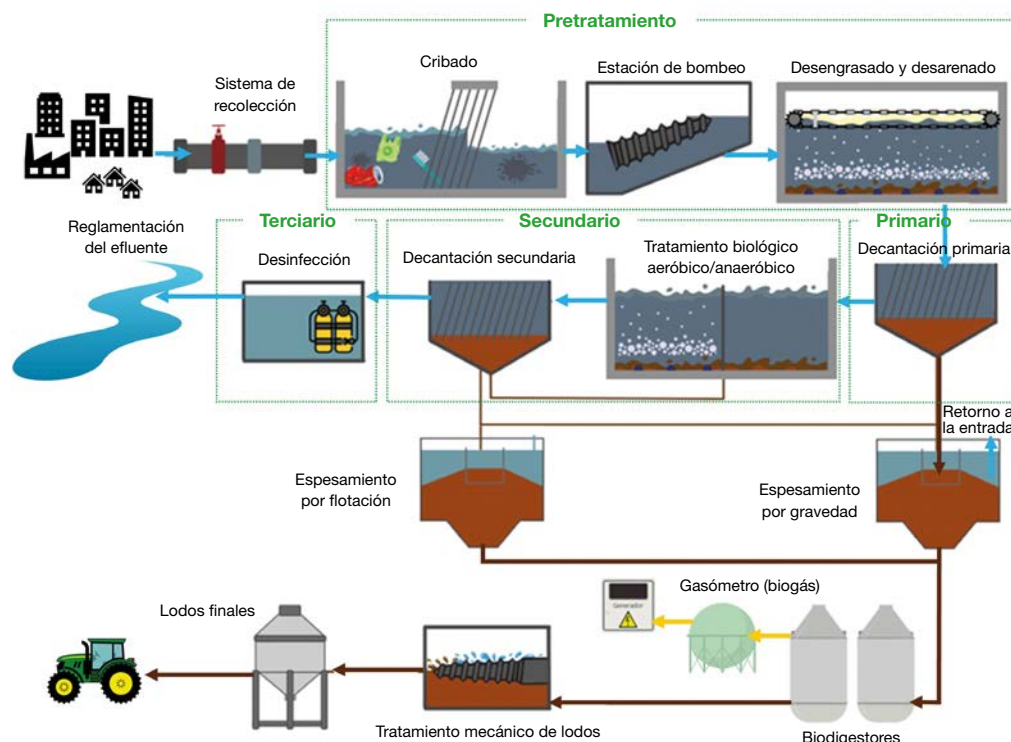 Pretratamiento
Cribado
Estación de bombeo
Desengrasado y desarenado
Sistema de
recolección
Reglamentación
del efluente
Terciario
Secundario
Primario
Desinfección
Decantación secundaria
Tratamiento biológico
aeróbico/anaeróbico
Decantación primaria
Retorno a
la entrada
Espesamiento
por flotación
Espesamiento
por gravedad
Gasómetro (biogás)
Generador
Lodos finales
Tratamiento mecánico de lodos
Biodigestores